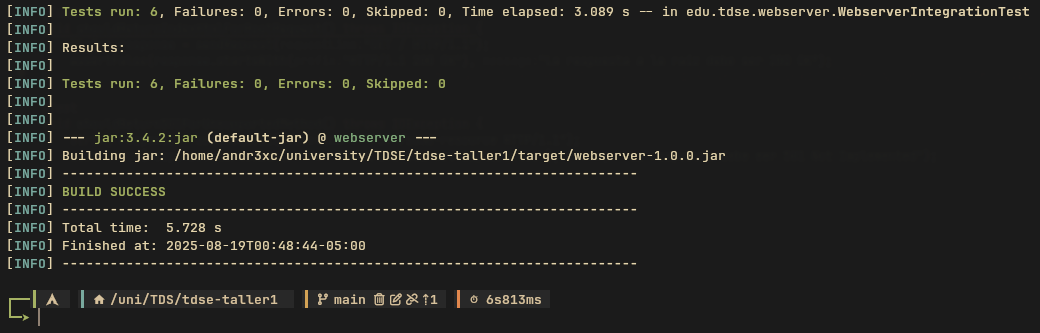 [INFO] Tests run: 6, Failures: 0, Errors: 0, Skipped: 0, Time elapsed: 3.089 s -- in edu.tdse.webserver.WebserverIntegrationTest
[INFO]
[INFO] Results:
[INFO]
[INFO] Tests run: 6, Failures: 0, Errors: 0, Skipped: 0
[INFO]
[INFO]
[INFO] --- jar:3.4.2:jar (default-jar) @ webserver ---
[INFO] Building jar: /home/andr3xc/university/TDSE/tdse-taller1/target/webserver-1.0.0.jar
[INFO] ------------------------------------------------------------------------
[INFO] BUILD SUCCESS
[INFO] ------------------------------------------------------------------------
[INFO] Total time:  5.728 s
[INFO] Finished at: 2025-08-19T00:48:44-05:00
[INFO] ------------------------------------------------------------------------
/uni/TDS/tdse-taller1 main ⇡1 6s813ms